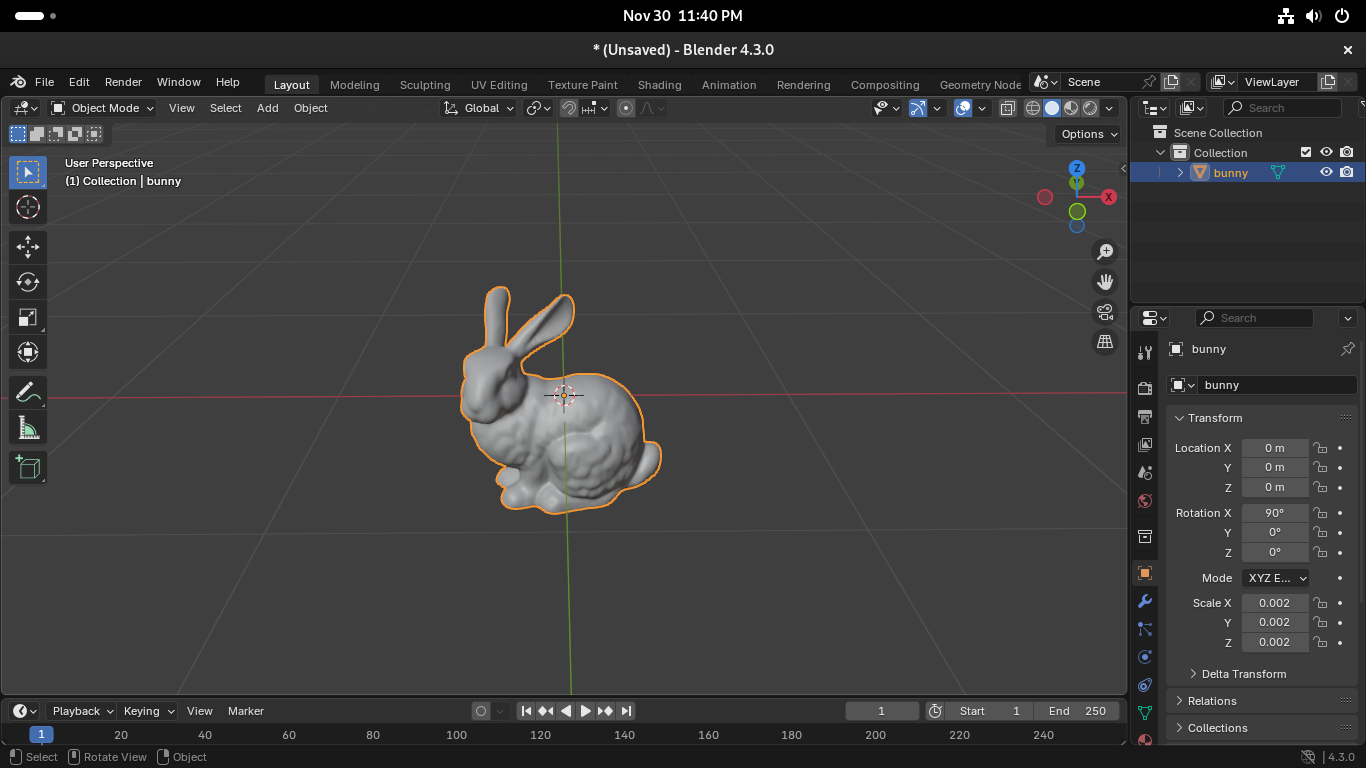 Nov 30 11:40 PM
* (Unsaved) - Blender 4.3.0
File Edit Render Window Help Layout Modeling Sculpting UV Editing Texture Paint Shading Animation Rendering Compositing Geometry Node Scene ViewLayer
Object Mode View Select Add Object Global Search
Options
Scene Collection
Collection
bunny
User Perspective
(1) Collection | bunny
Z
Y
X
Search
bunny
bunny
Transform
Location X 0 m
Y 0 m
Z 0 m
Rotation X 90°
Y 0°
Z 0°
Mode XYZ E...
Scale X 0.002
Y 0.002
Z 0.002
Delta Transform
Relations
Collections
Playback Keying View Marker 1 Start 1 End 250
1 20 40 60 80 100 120 140 160 180 200 220 240
Select Rotate View Object 4.3.0